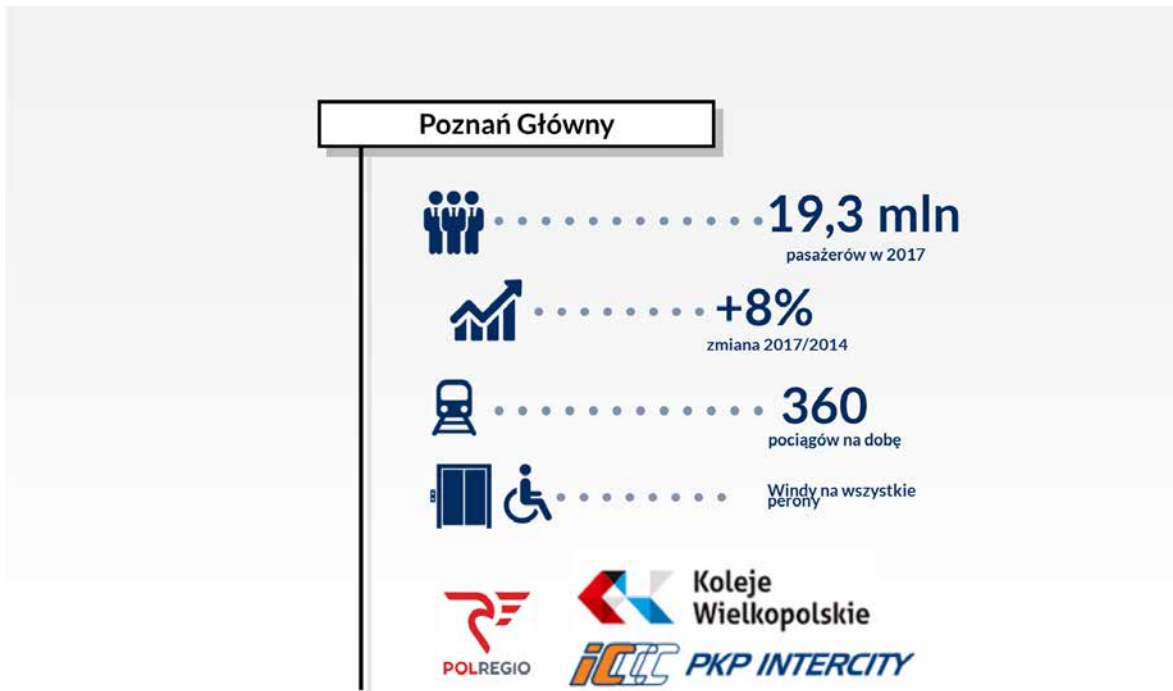 Poznań Główny
19,3 mln
pasażerów w 2017
+8%
zmiana 2017/2014
360
pociągów na dobę
Windy na wszystkie
perony
Koleje
Wielkopolskie
POLREGIO
PKP INTERCITY